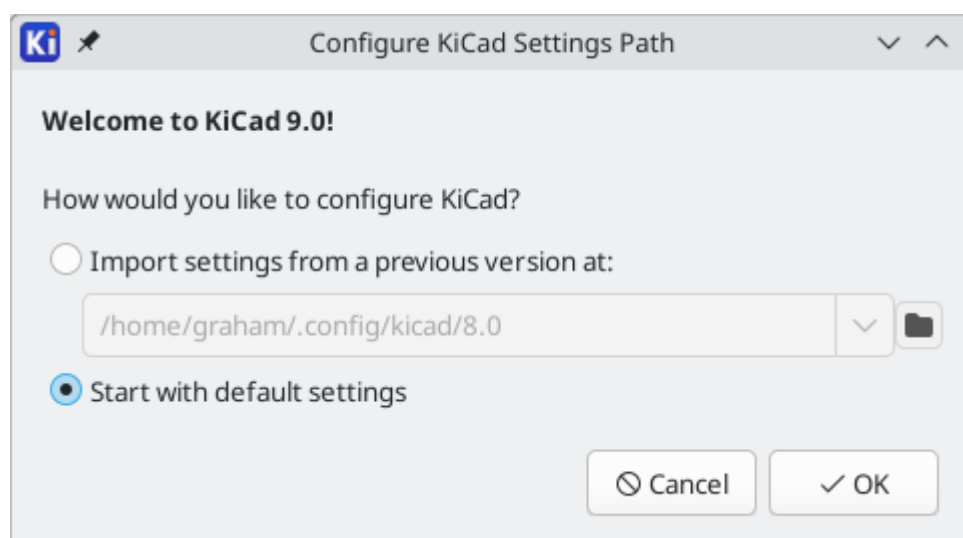 Ki
Configure KiCad Settings Path
Welcome to KiCad 9.0!
How would you like to configure KiCad?
Import settings from a previous version at:
/home/graham/.config/kicad/8.0
Start with default settings
Cancel
OK